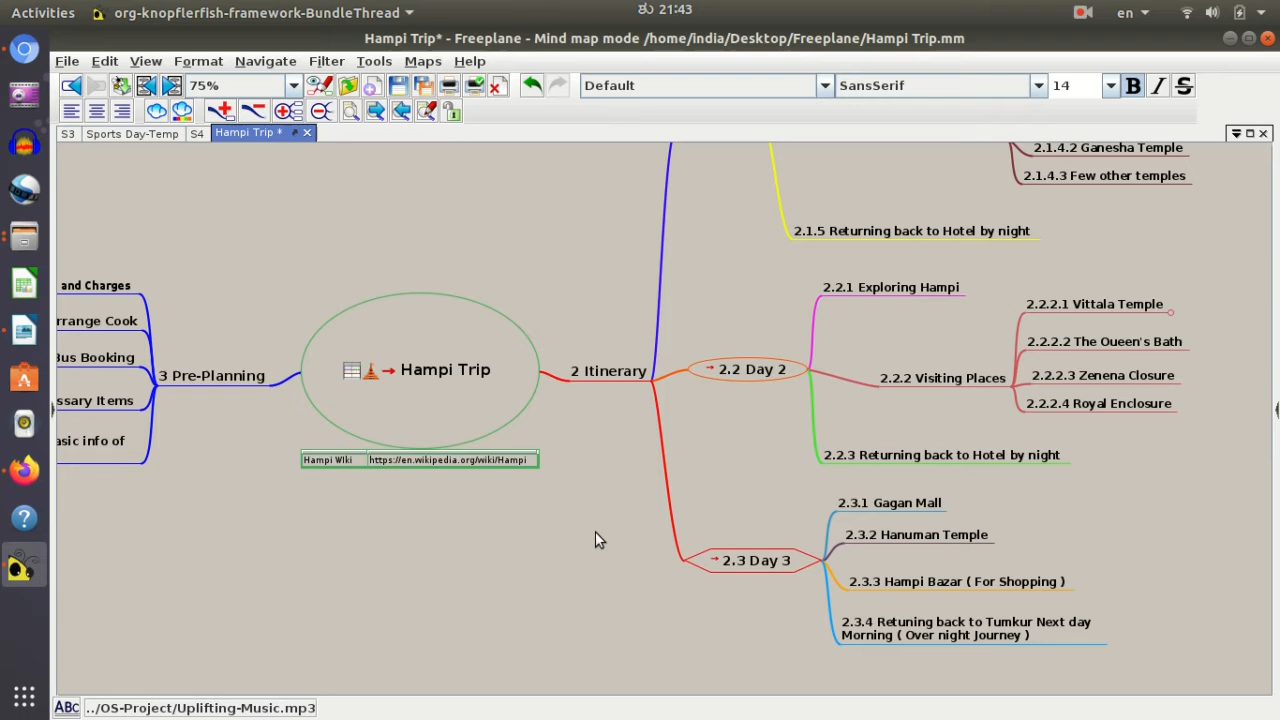 Activities
org-knopflerfish-framework-BundleThread
21:43
en
Hampi Trip* - Freeplane - Mind map mode /home/india/Desktop/Freeplane/Hampi Trip.mm
File Edit View Format Navigate Filter Tools Maps Help
75%
Default
SansSerif
14
B I S
S3
Sports Day-Temp
S4
Hampi Trip *
2.1.4.2 Ganesha Temple
2.1.4.3 Few other temples
2.1.5 Returning back to Hotel by night
and Charges
rrange Cook
Bus Booking
3 Pre-Planning
ssary Items
asic info of
Hampi Trip
Hampi WIki https://en.wikipedia.org/wiki/Hampi
2 Itinerary
2.2 Day 2
2.2.1 Exploring Hampi
2.2.2 Visiting Places
2.2.2.1 Vittala Temple
2.2.2.2 The Oueen's Bath
2.2.2.3 Zenena Closure
2.2.2.4 Royal Enclosure
2.2.3 Returning back to Hotel by night
2.3 Day 3
2.3.1 Gagan Mall
2.3.2 Hanuman Temple
2.3.3 Hampi Bazar ( For Shopping )
2.3.4 Retuning back to Tumkur Next day
Morning ( Over night Journey )
ABC
../OS-Project/Uplifting-Music.mp3